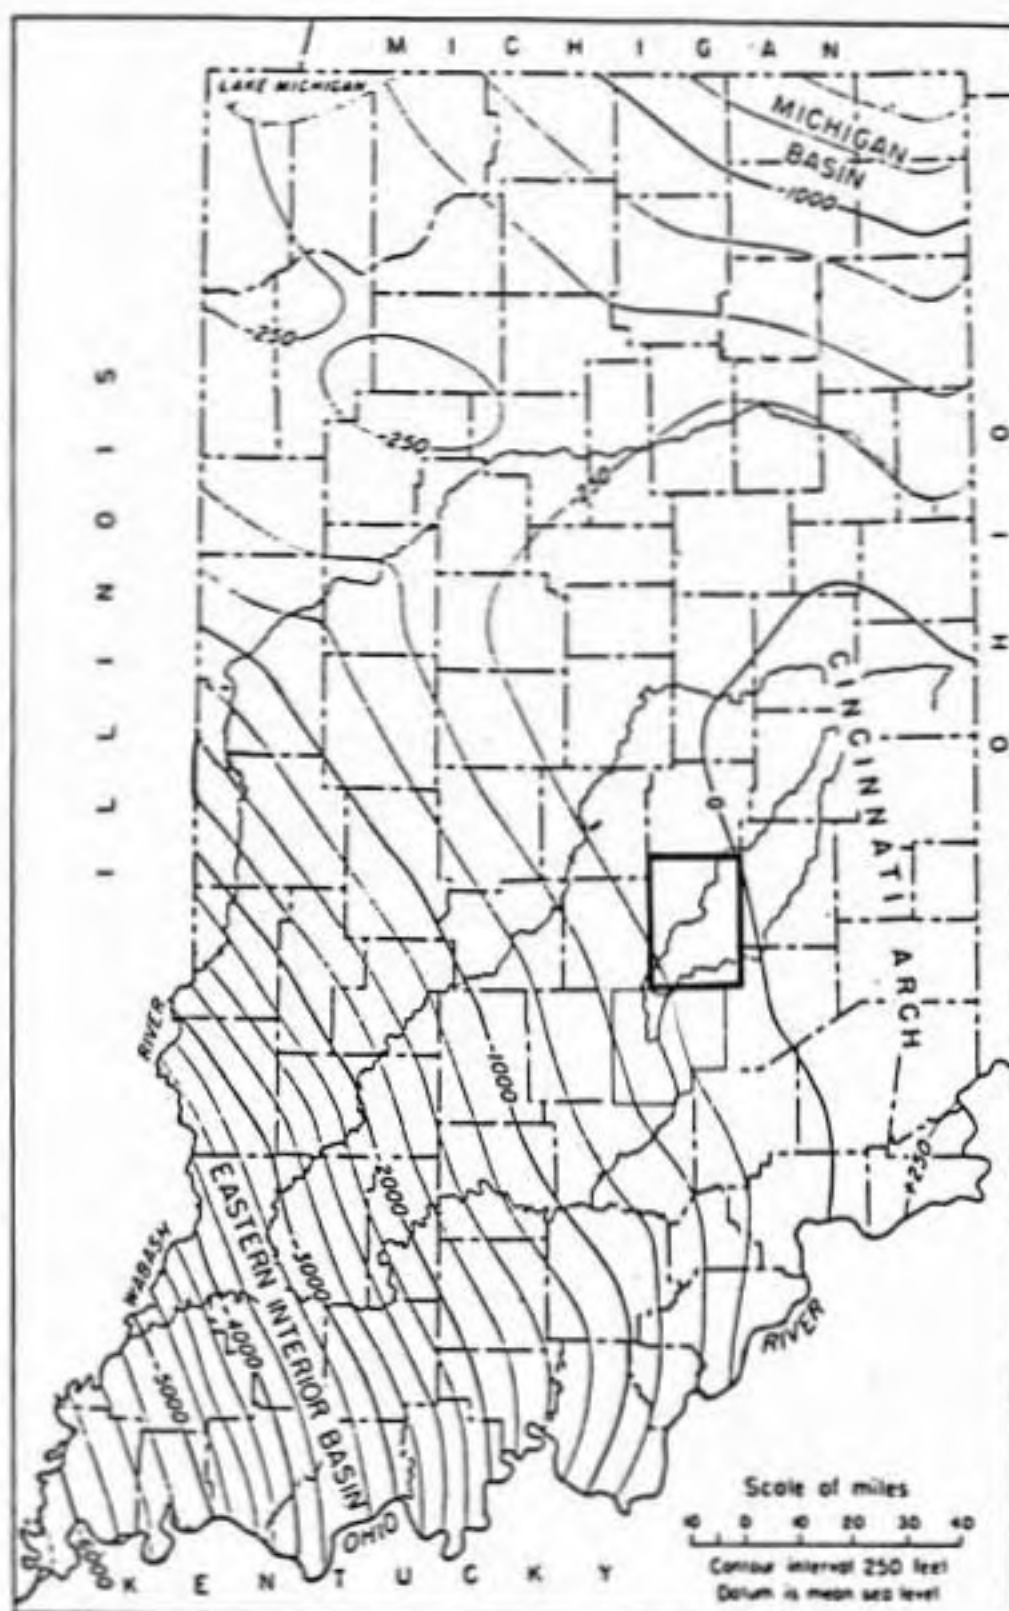 MICHIGAN
LAKE MICHIGAN
MICHIGAN
BASIN
-1000
-250
ILLINOIS
-250
-250
OHIO
CINCINNATI ARCH
0
RIVER
-1000
+250
-2000
EASTERN INTERIOR BASIN
-3000
WABASH
-4000
RIVER
-5000
OHIO
-6000
KENTUCKY
Scale of miles
10 0 10 20 30 40
Contour interval 250 feet
Datum is mean sea level